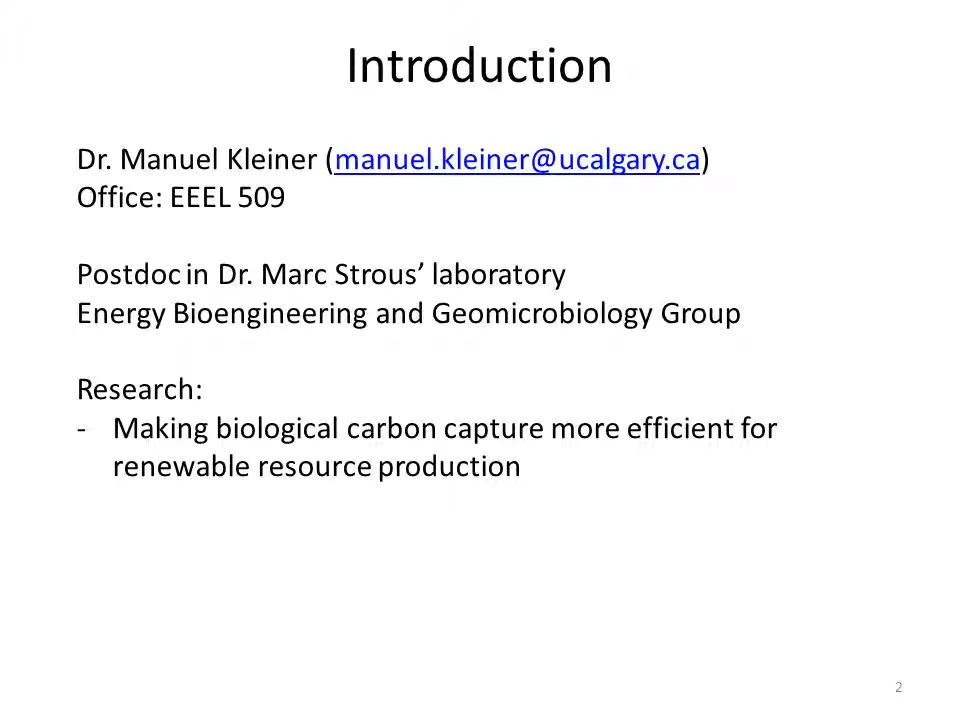 Introduction
Dr. Manuel Kleiner (manuel.kleiner@ucalgary.ca)
Office: EEEL 509
Postdoc in Dr. Marc Strous’ laboratory
Energy Bioengineering and Geomicrobiology Group
Research:
- Making biological carbon capture more efficient for
renewable resource production
2